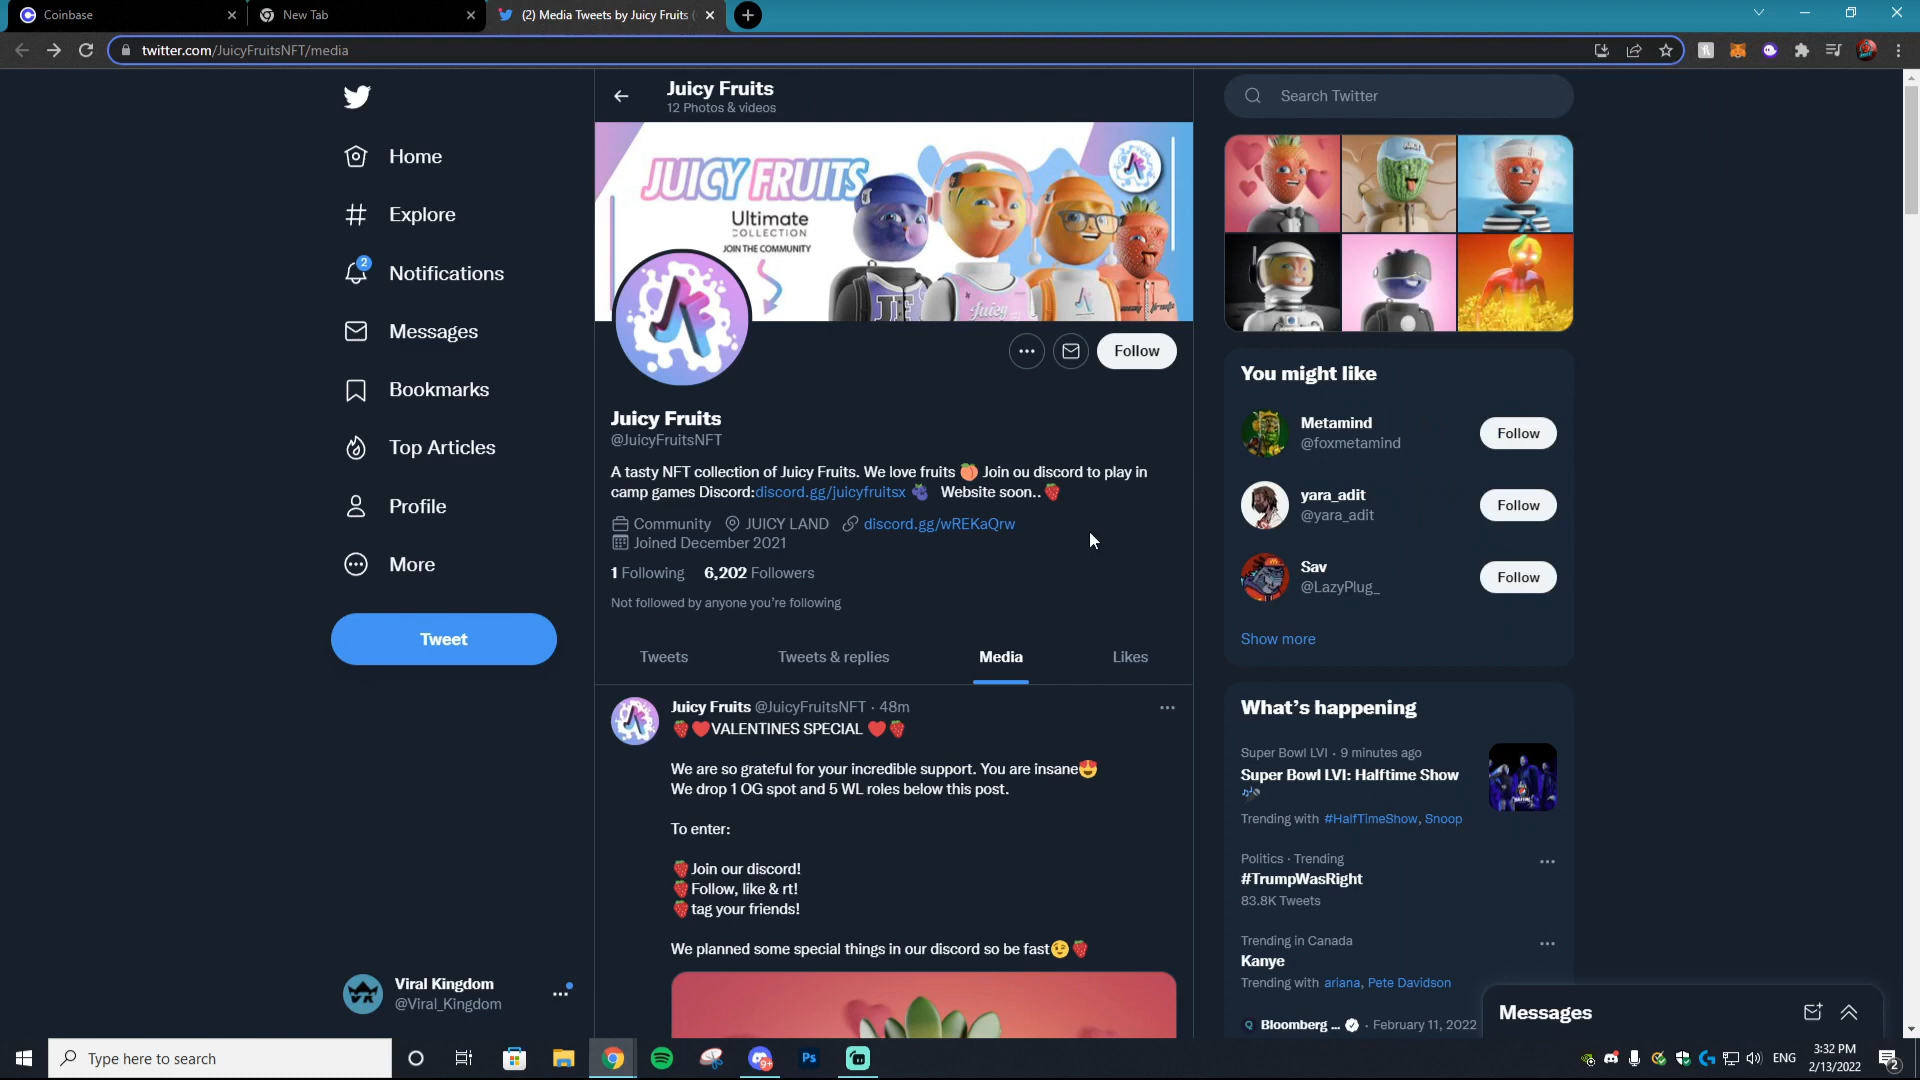 Coinbase
New Tab
(2) Media Tweets by Juicy Fruits (
twitter.com/JuicyFruitsNFT/media
Home
Explore
2
Notifications
Messages
Bookmarks
Top Articles
Profile
More
Tweet
Viral Kingdom
@Viral_Kingdom
Juicy Fruits
12 Photos & videos
JUICY FRUITS
Ultimate
COLLECTION
JOIN THE COMMUNITY
JF
Juicy
Follow
Juicy Fruits
@JuicyFruitsNFT
A tasty NFT collection of Juicy Fruits. We love fruits 🍑 Join ou discord to play in
camp games Discord:discord.gg/juicyfruitsx 🫐 Website soon..🍓
Community JUICY LAND discord.gg/wREKaQrw
Joined December 2021
1 Following 6,202 Followers
Not followed by anyone you're following
Tweets Tweets & replies Media Likes
Juicy Fruits @JuicyFruitsNFT · 48m
🍓❤️VALENTINES SPECIAL ❤️🍓
We are so grateful for your incredible support. You are insane😍
We drop 1 OG spot and 5 WL roles below this post.
To enter:
🍓Join our discord!
🍓Follow, like & rt!
🍓tag your friends!
We planned some special things in our discord so be fast😉🍓
Search Twitter
You might like
Metamind
@foxmetamind
Follow
yara_adit
@yara_adit
Follow
Sav
@LazyPlug_
Follow
Show more
What's happening
Super Bowl LVI · 9 minutes ago
Super Bowl LVI: Halftime Show
🎤
Trending with #HalfTimeShow, Snoop
Politics · Trending
#TrumpWasRight
83.8K Tweets
Trending in Canada
Kanye
Trending with ariana, Pete Davidson
Bloomberg ... · February 11, 2022
Messages
Type here to search
9+
Ps
ENG
3:32 PM
2/13/2022
2